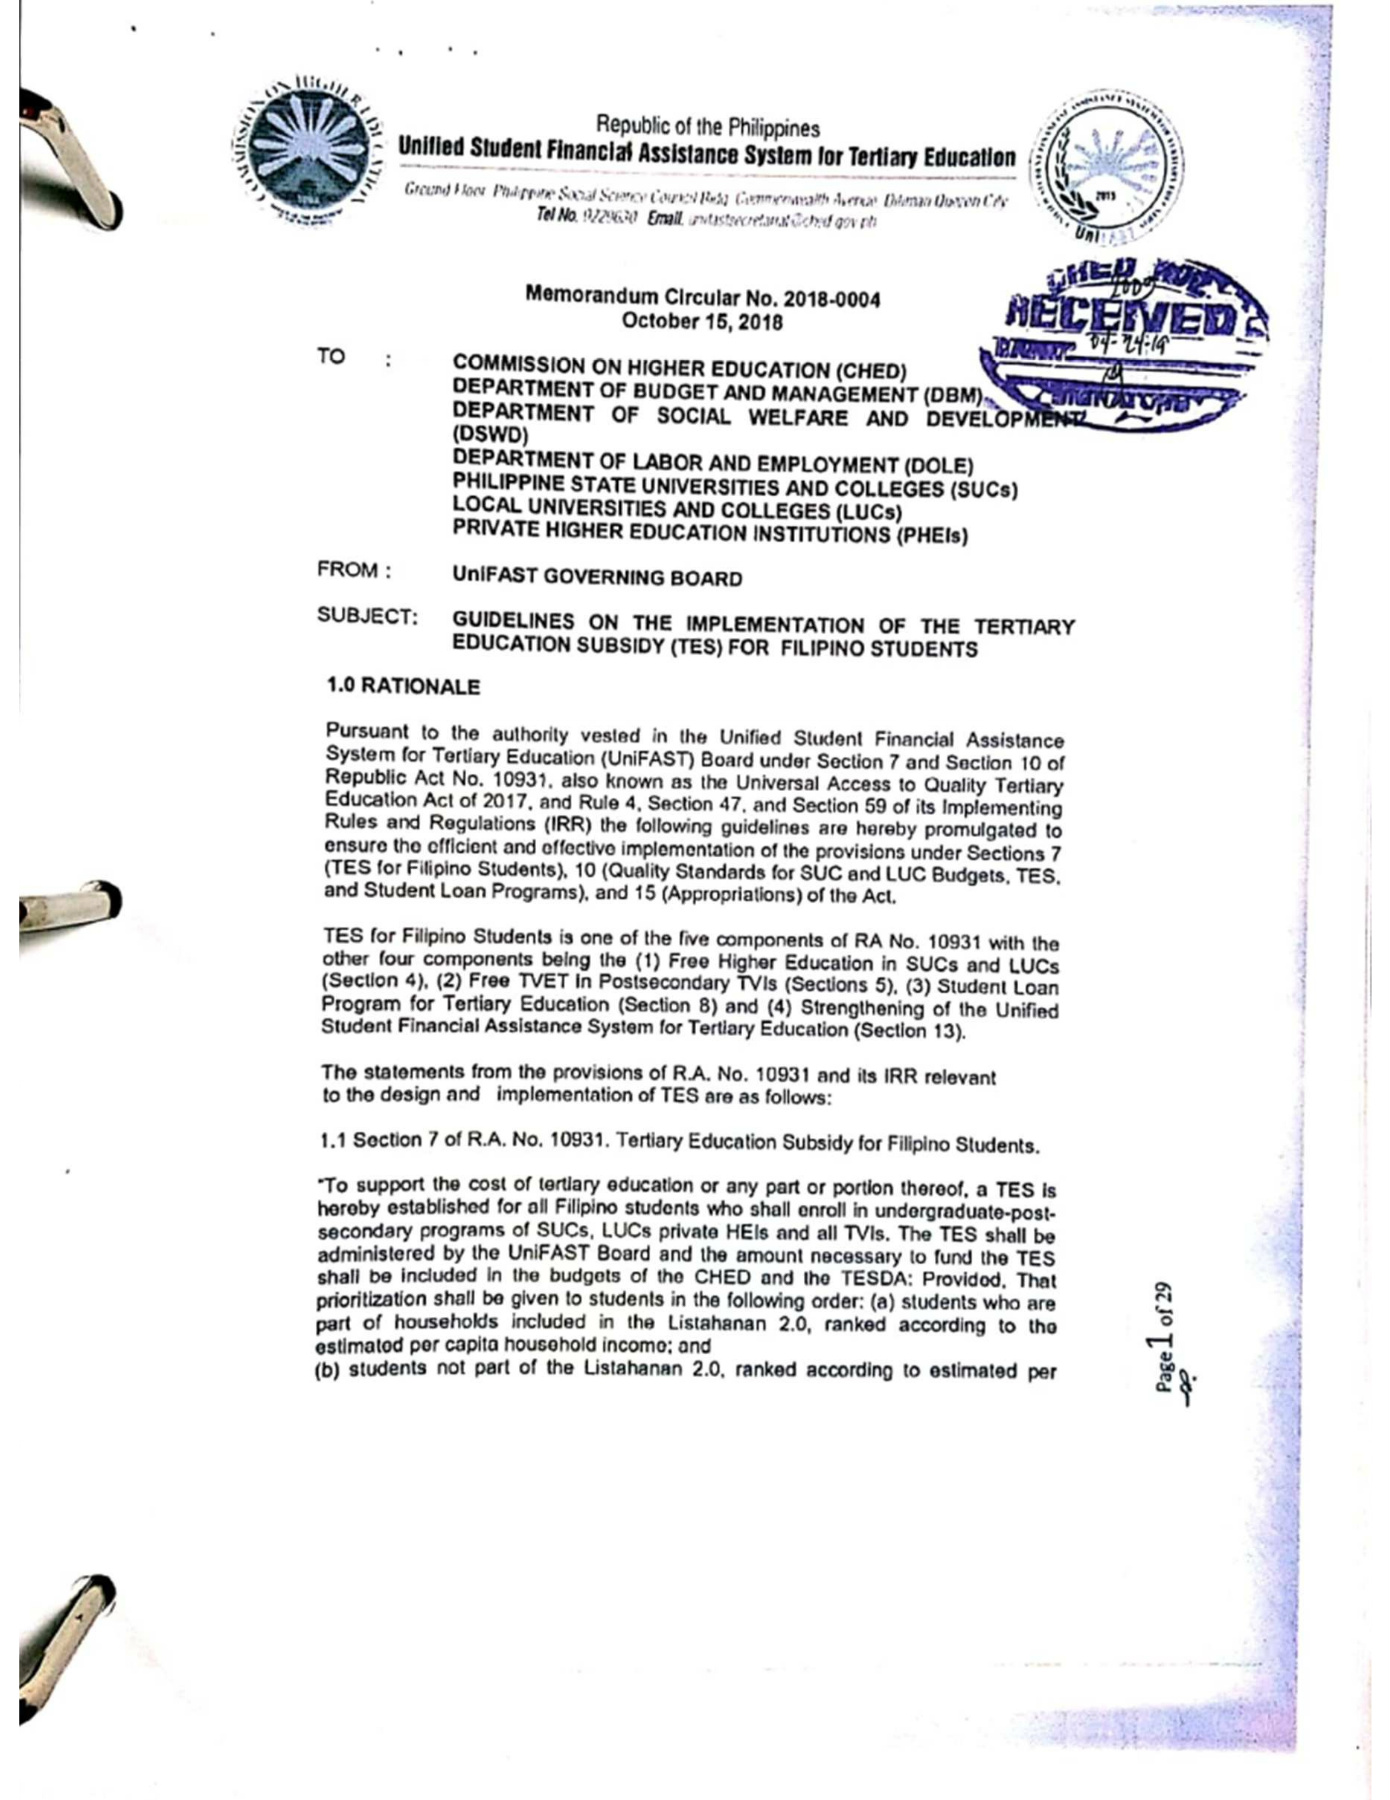 COMMISSION ON HIGHER EDUCATION
Republic of the Philippines
Unified Student Financial Assistance System for Tertiary Education
Ground Floor Philippine Social Science Council Bldg Commonwealth Avenue Diliman Quezon City
Tel No. 9229630 Email. unifastsecretariat@ched.gov.ph
2015
UniFAST
CHED
RECEIVED
04-24-19
Memorandum Circular No. 2018-0004
October 15, 2018
TO :
COMMISSION ON HIGHER EDUCATION (CHED)
DEPARTMENT OF BUDGET AND MANAGEMENT (DBM)
DEPARTMENT OF SOCIAL WELFARE AND DEVELOPMENT
(DSWD)
DEPARTMENT OF LABOR AND EMPLOYMENT (DOLE)
PHILIPPINE STATE UNIVERSITIES AND COLLEGES (SUCs)
LOCAL UNIVERSITIES AND COLLEGES (LUCs)
PRIVATE HIGHER EDUCATION INSTITUTIONS (PHEIs)
FROM : UniFAST GOVERNING BOARD
SUBJECT: GUIDELINES ON THE IMPLEMENTATION OF THE TERTIARY
EDUCATION SUBSIDY (TES) FOR FILIPINO STUDENTS
1.0 RATIONALE
Pursuant to the authority vested in the Unified Student Financial Assistance
System for Tertiary Education (UniFAST) Board under Section 7 and Section 10 of
Republic Act No. 10931, also known as the Universal Access to Quality Tertiary
Education Act of 2017, and Rule 4, Section 47, and Section 59 of its Implementing
Rules and Regulations (IRR) the following guidelines are hereby promulgated to
ensure the efficient and effective implementation of the provisions under Sections 7
(TES for Filipino Students), 10 (Quality Standards for SUC and LUC Budgets, TES,
and Student Loan Programs), and 15 (Appropriations) of the Act.
TES for Filipino Students is one of the five components of RA No. 10931 with the
other four components being the (1) Free Higher Education in SUCs and LUCs
(Section 4), (2) Free TVET in Postsecondary TVIs (Sections 5), (3) Student Loan
Program for Tertiary Education (Section 8) and (4) Strengthening of the Unified
Student Financial Assistance System for Tertiary Education (Section 13).
The statements from the provisions of R.A. No. 10931 and its IRR relevant
to the design and implementation of TES are as follows:
1.1 Section 7 of R.A. No. 10931. Tertiary Education Subsidy for Filipino Students.
"To support the cost of tertiary education or any part or portion thereof, a TES is
hereby established for all Filipino students who shall enroll in undergraduate-post-
secondary programs of SUCs, LUCs private HEIs and all TVIs. The TES shall be
administered by the UniFAST Board and the amount necessary to fund the TES
shall be included in the budgets of the CHED and the TESDA: Provided, That
prioritization shall be given to students in the following order: (a) students who are
part of households included in the Listahanan 2.0, ranked according to the
estimated per capita household income; and
(b) students not part of the Listahanan 2.0, ranked according to estimated per
Page 1 of 29